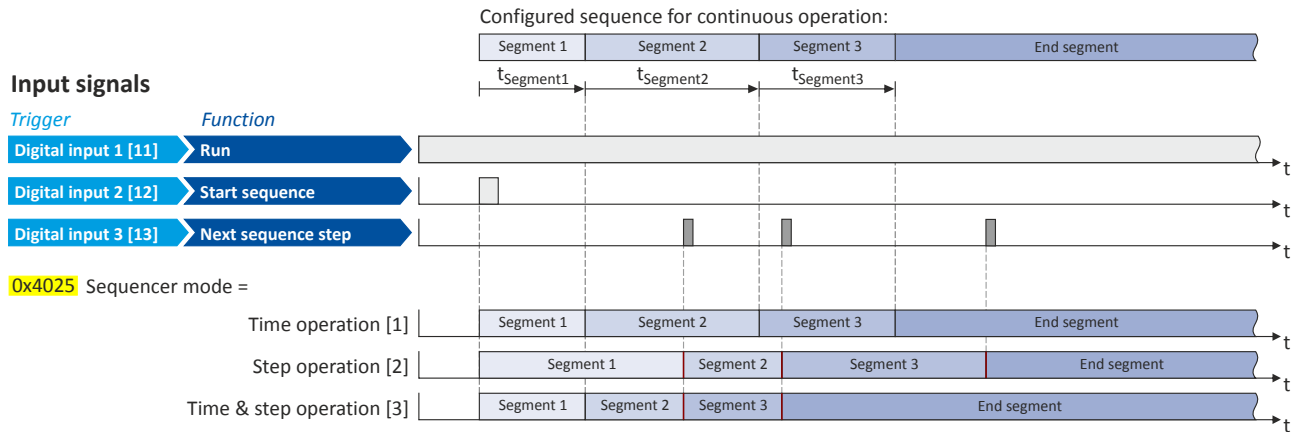 Configured sequence for continuous operation:
Segment 1 Segment 2 Segment 3 End segment
tSegment1 tSegment2 tSegment3
Input signals
Trigger Function
Digital input 1 [11] Run
t
Digital input 2 [12] Start sequence
t
Digital input 3 [13] Next sequence step
t
0x4025 Sequencer mode =
Time operation [1] Segment 1 Segment 2 Segment 3 End segment
t
Step operation [2] Segment 1 Segment 2 Segment 3 End segment
t
Time & step operation [3] Segment 1 Segment 2 Segment 3 End segment
t